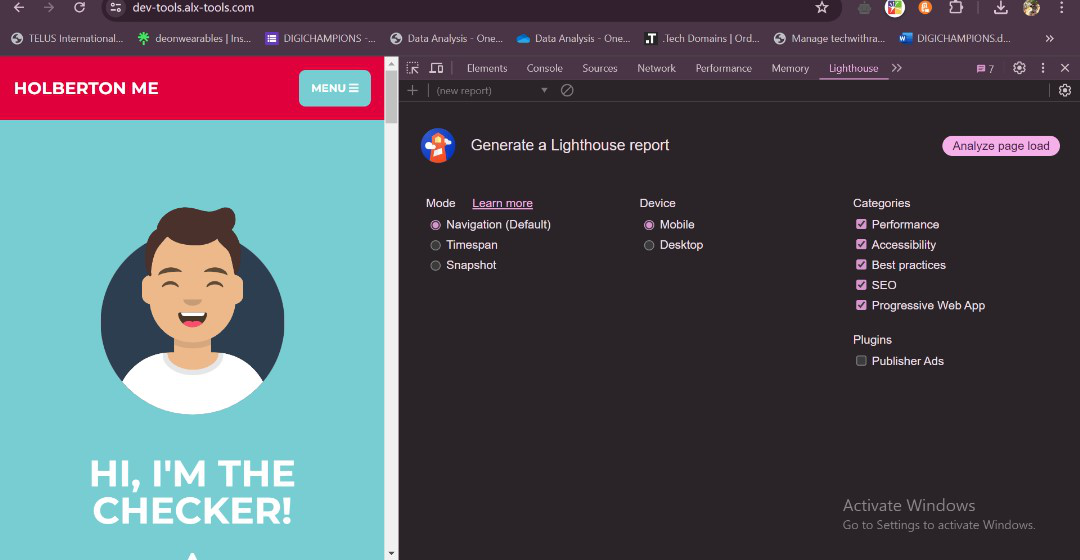 dev-tools.alx-tools.com
TELUS International... deonwearables | Ins... DIGICHAMPIONS -... Data Analysis - One... Data Analysis - One... .Tech Domains | Ord... Manage techwithra... DIGICHAMPIONS.d... »
HOLBERTON ME
MENU ☰
HI, I'M THE
CHECKER!
Elements Console Sources Network Performance Memory Lighthouse » 7
(new report)
Generate a Lighthouse report
Analyze page load
Mode Learn more
Navigation (Default)
Timespan
Snapshot
Device
Mobile
Desktop
Categories
Performance
Accessibility
Best practices
SEO
Progressive Web App
Plugins
Publisher Ads
Activate Windows
Go to Settings to activate Windows.